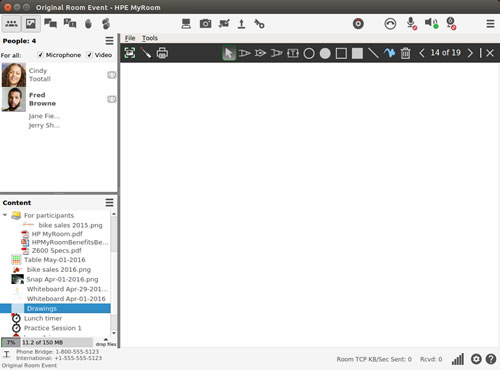 Original Room Event - HPE MyRoom
People: 4
For all: Microphone Video
Cindy
Tootall
Fred
Browne
Jane Fie...
Jerry Sh...
File Tools
14 of 19
Content
For participants
bike sales 2015.png
HP MyRoom.pdf
HPMyRoomBenefitsBe...
Z600 Specs.pdf
Table May-01-2016
bike sales 2016.png
Snap Apr-01-2016.png
Whiteboard Apr-29-201...
Whiteboard Apr-01-2016
Drawings
Lunch timer
Practice Session 1
7% 11.2 of 150 MB drop files
Phone Bridge: 1-800-555-5123
International: +1-555-555-5123
Original Room Event
Room TCP KB/Sec Sent: 0 Rcvd: 0